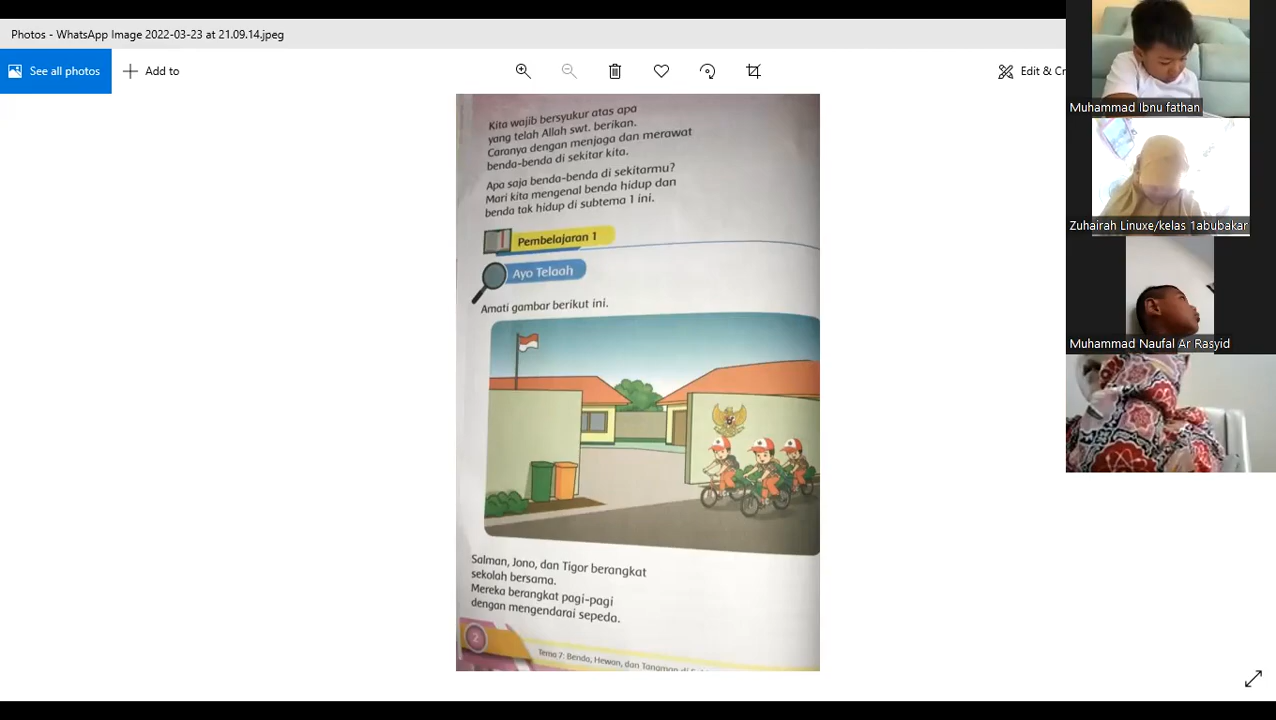 Photos - WhatsApp Image 2022-03-23 at 21.09.14.jpeg
See all photos
Add to
Edit & Cr
Kita wajib bersyukur atas apa
yang telah Allah swt. berikan.
Caranya dengan menjaga dan merawat
benda-benda di sekitar kita.
Apa saja benda-benda di sekitarmu?
Mari kita mengenal benda hidup dan
benda tak hidup di subtema 1 ini.
Pembelajaran 1
Ayo Telaah
Amati gambar berikut ini.
Salman, Jono, dan Tigor berangkat
sekolah bersama.
Mereka berangkat pagi-pagi
dengan mengendarai sepeda.
2
Tema 7: Benda, Hewan, dan Tanaman di
Muhammad Ibnu fathan
Zuhairah Linuxe/kelas 1abubakar
Muhammad Naufal Ar Rasyid